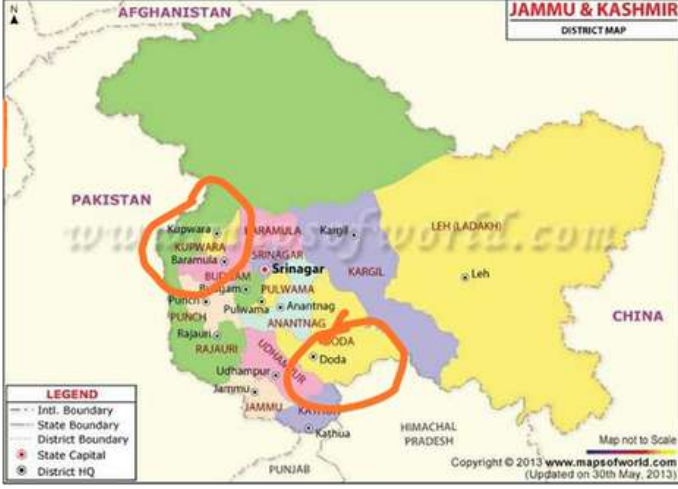 N
AFGHANISTAN
JAMMU & KASHMIR
DISTRICT MAP
PAKISTAN
www.mapsofworld.com
Kupwara
KUPWARA
Baramula
BARAMULA
SRINAGAR
Srinagar
Kargil
KARGIL
LEH (LADAKH)
Leh
BUDGAM
Budgam
PULWAMA
Pulwama
Anantnag
ANANTNAG
Punch
PUNCH
Rajauri
RAJAURI
DODA
Doda
UDHAMPUR
Udhampur
Jammu
JAMMU
KATHUA
Kathua
CHINA
HIMACHAL
PRADESH
PUNJAB
LEGEND
Intl. Boundary
State Boundary
District Boundary
State Capital
District HQ
Map not to Scale
Copyright © 2013 www.mapsofworld.com
(Updated on 30th May, 2013)